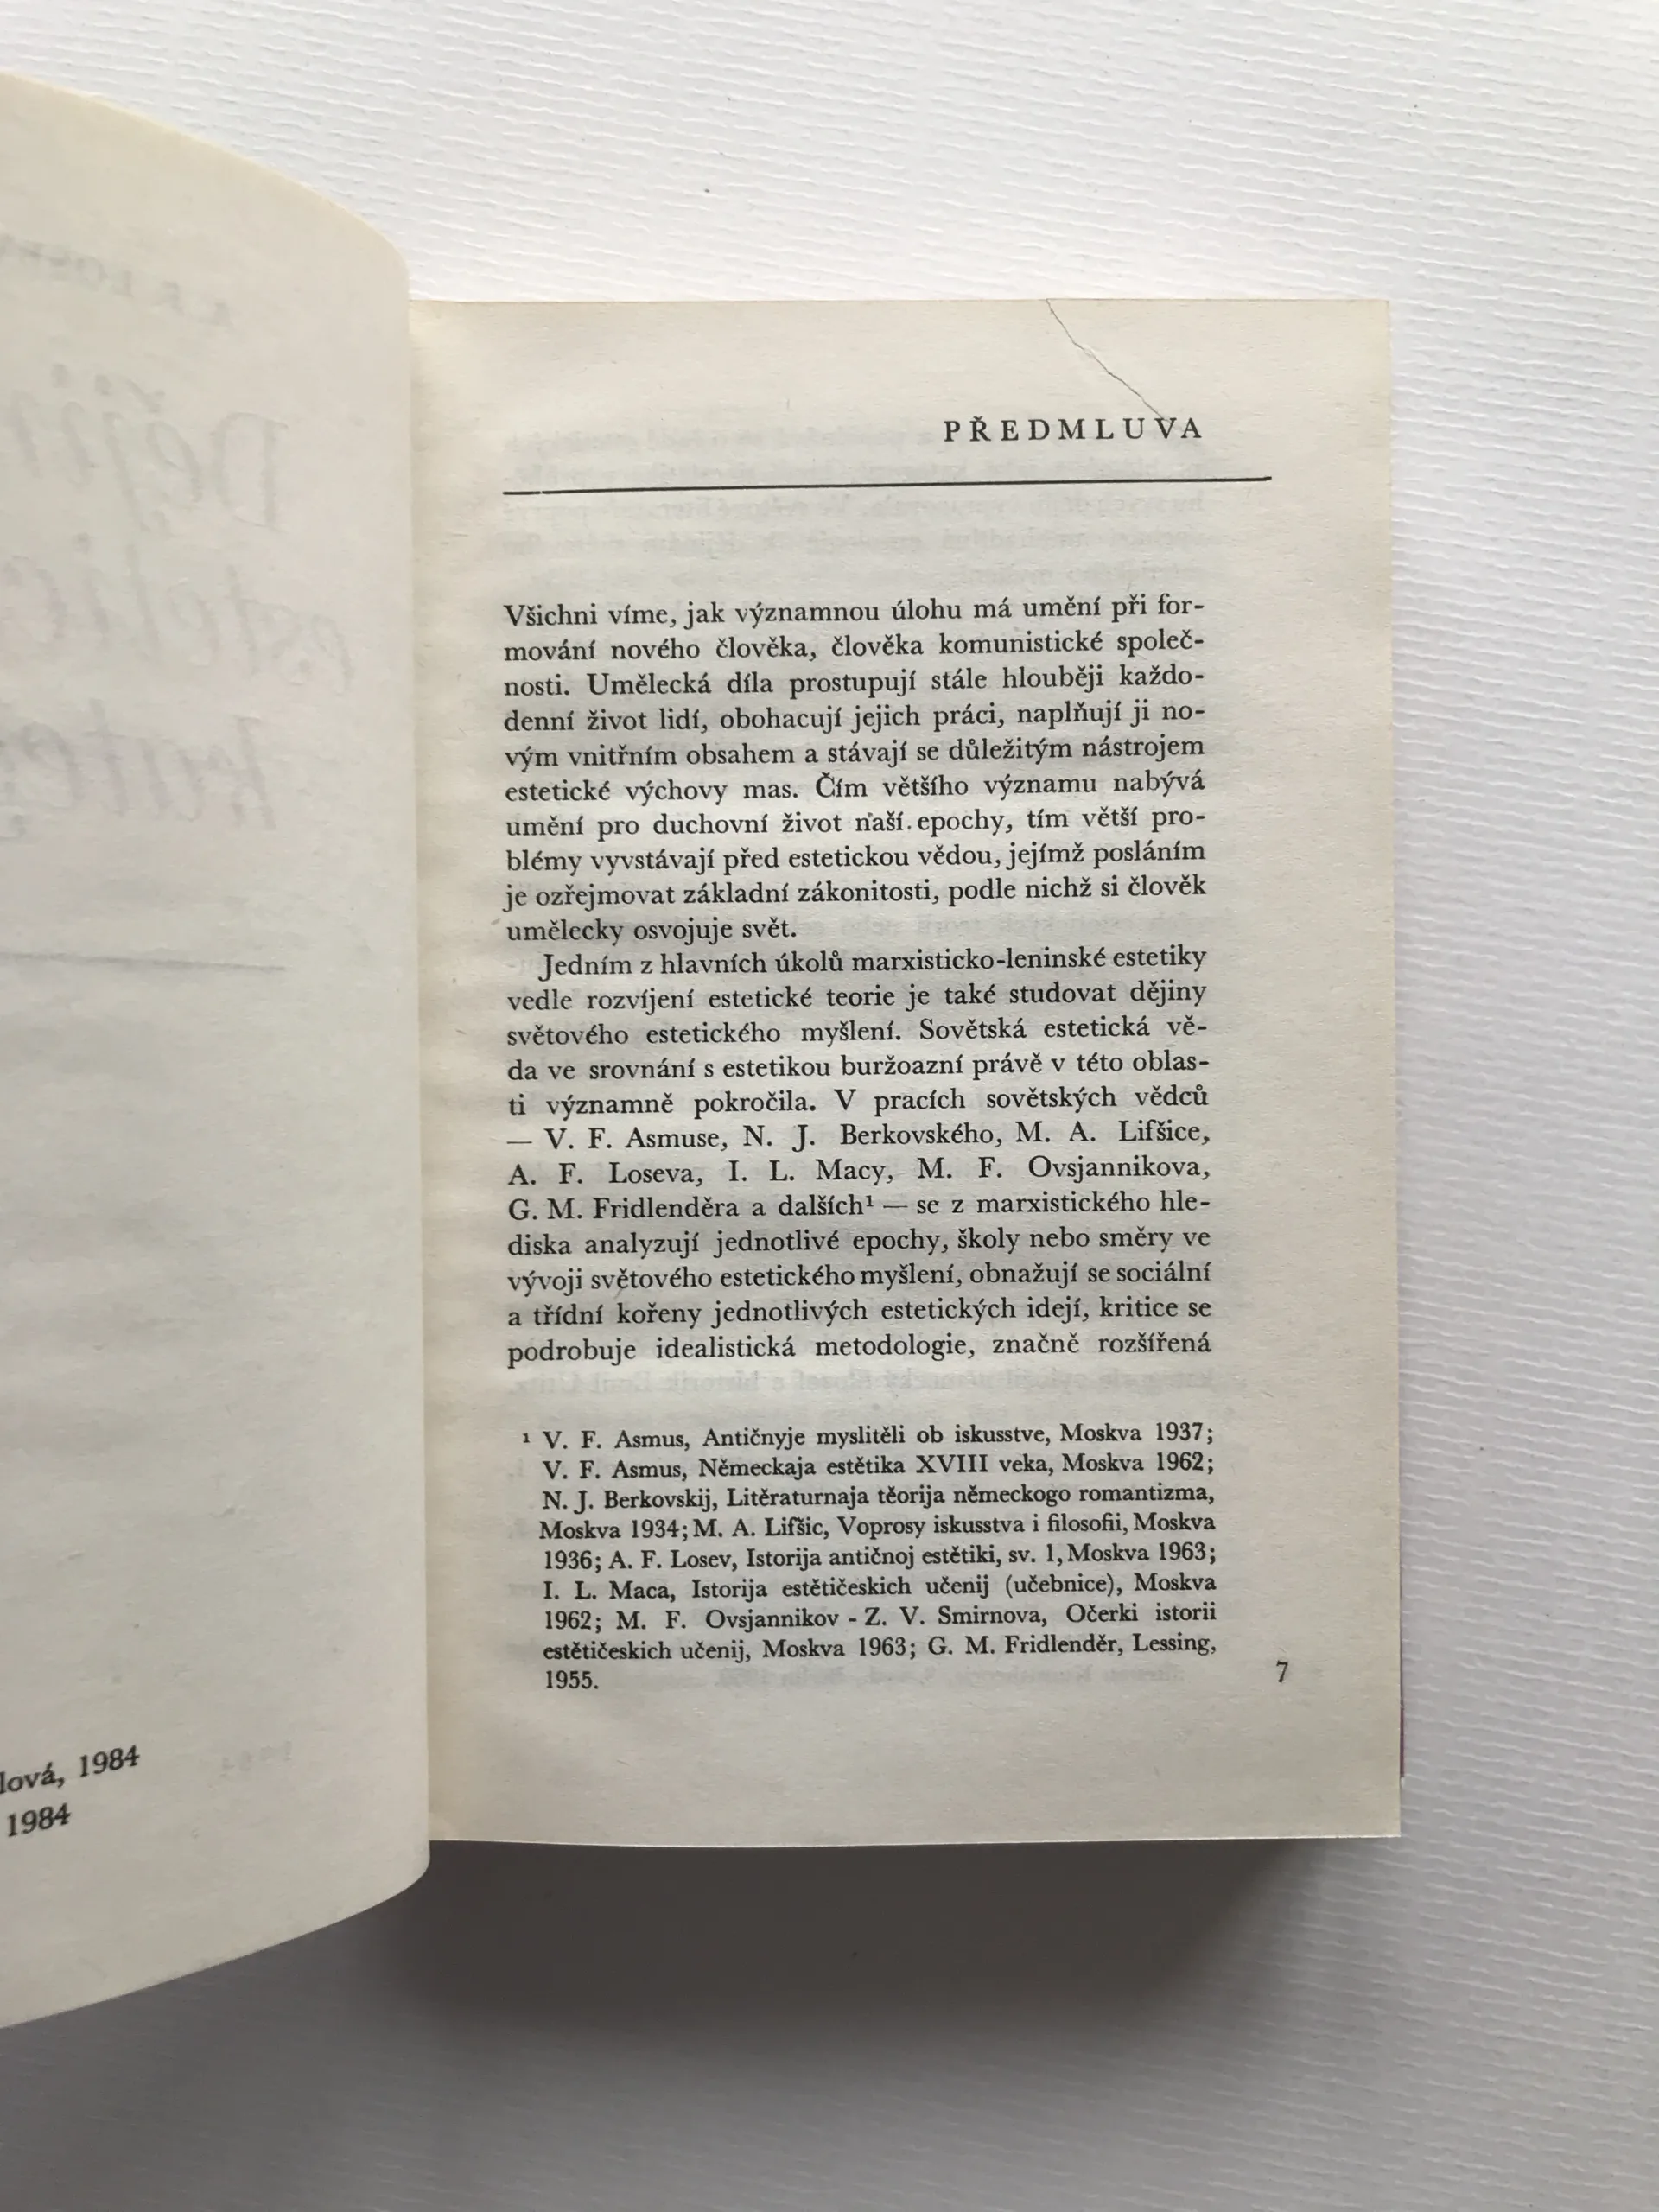 lová, 1984
1984
PŘEDMLUVA
Všichni víme, jak významnou úlohu má umění při for-
mování nového člověka, člověka komunistické společ-
nosti. Umělecká díla prostupují stále hlouběji každo-
denní život lidí, obohacují jejich práci, naplňují ji no-
vým vnitřním obsahem a stávají se důležitým nástrojem
estetické výchovy mas. Čím většího významu nabývá
umění pro duchovní život naší epochy, tím větší pro-
blémy vyvstávají před estetickou vědou, jejímž posláním
je ozřejmovat základní zákonitosti, podle nichž si člověk
umělecky osvojuje svět.
Jedním z hlavních úkolů marxisticko-leninské estetiky
vedle rozvíjení estetické teorie je také studovat dějiny
světového estetického myšlení. Sovětská estetická vě-
da ve srovnání s estetikou buržoazní právě v této oblas-
ti významně pokročila. V pracích sovětských vědců
— V. F. Asmuse, N. J. Berkovského, M. A. Lifšice,
A. F. Loseva, I. L. Macy, M. F. Ovsjannikova,
G. M. Fridlenděra a dalších¹ — se z marxistického hle-
diska analyzují jednotlivé epochy, školy nebo směry ve
vývoji světového estetického myšlení, obnažují se sociální
a třídní kořeny jednotlivých estetických idejí, kritice se
podrobuje idealistická metodologie, značně rozšířená
¹ V. F. Asmus, Antičnyje myslitěli ob iskusstve, Moskva 1937;
V. F. Asmus, Německaja estětika XVIII veka, Moskva 1962;
N. J. Berkovskij, Litěraturnaja těorija německogo romantizma,
Moskva 1934; M. A. Lifšic, Voprosy iskusstva i filosofii, Moskva
1936; A. F. Losev, Istorija antičnoj estětiki, sv. 1, Moskva 1963;
I. L. Maca, Istorija estětičeskich učenij (učebnice), Moskva
1962; M. F. Ovsjannikov - Z. V. Smirnova, Očerki istorii
estětičeskich učenij, Moskva 1963; G. M. Fridlenděr, Lessing,
1955.
7